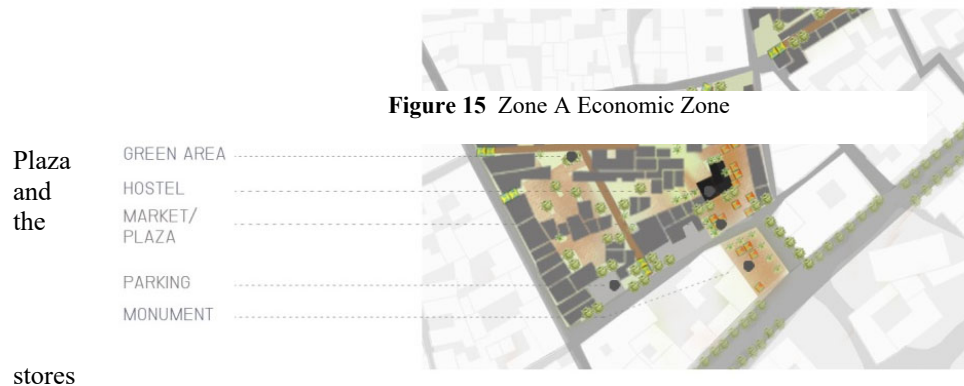 Figure 15 Zone A Economic Zone
Plaza
and
the
GREEN AREA
HOSTEL
MARKET/
PLAZA
PARKING
MONUMENT
stores